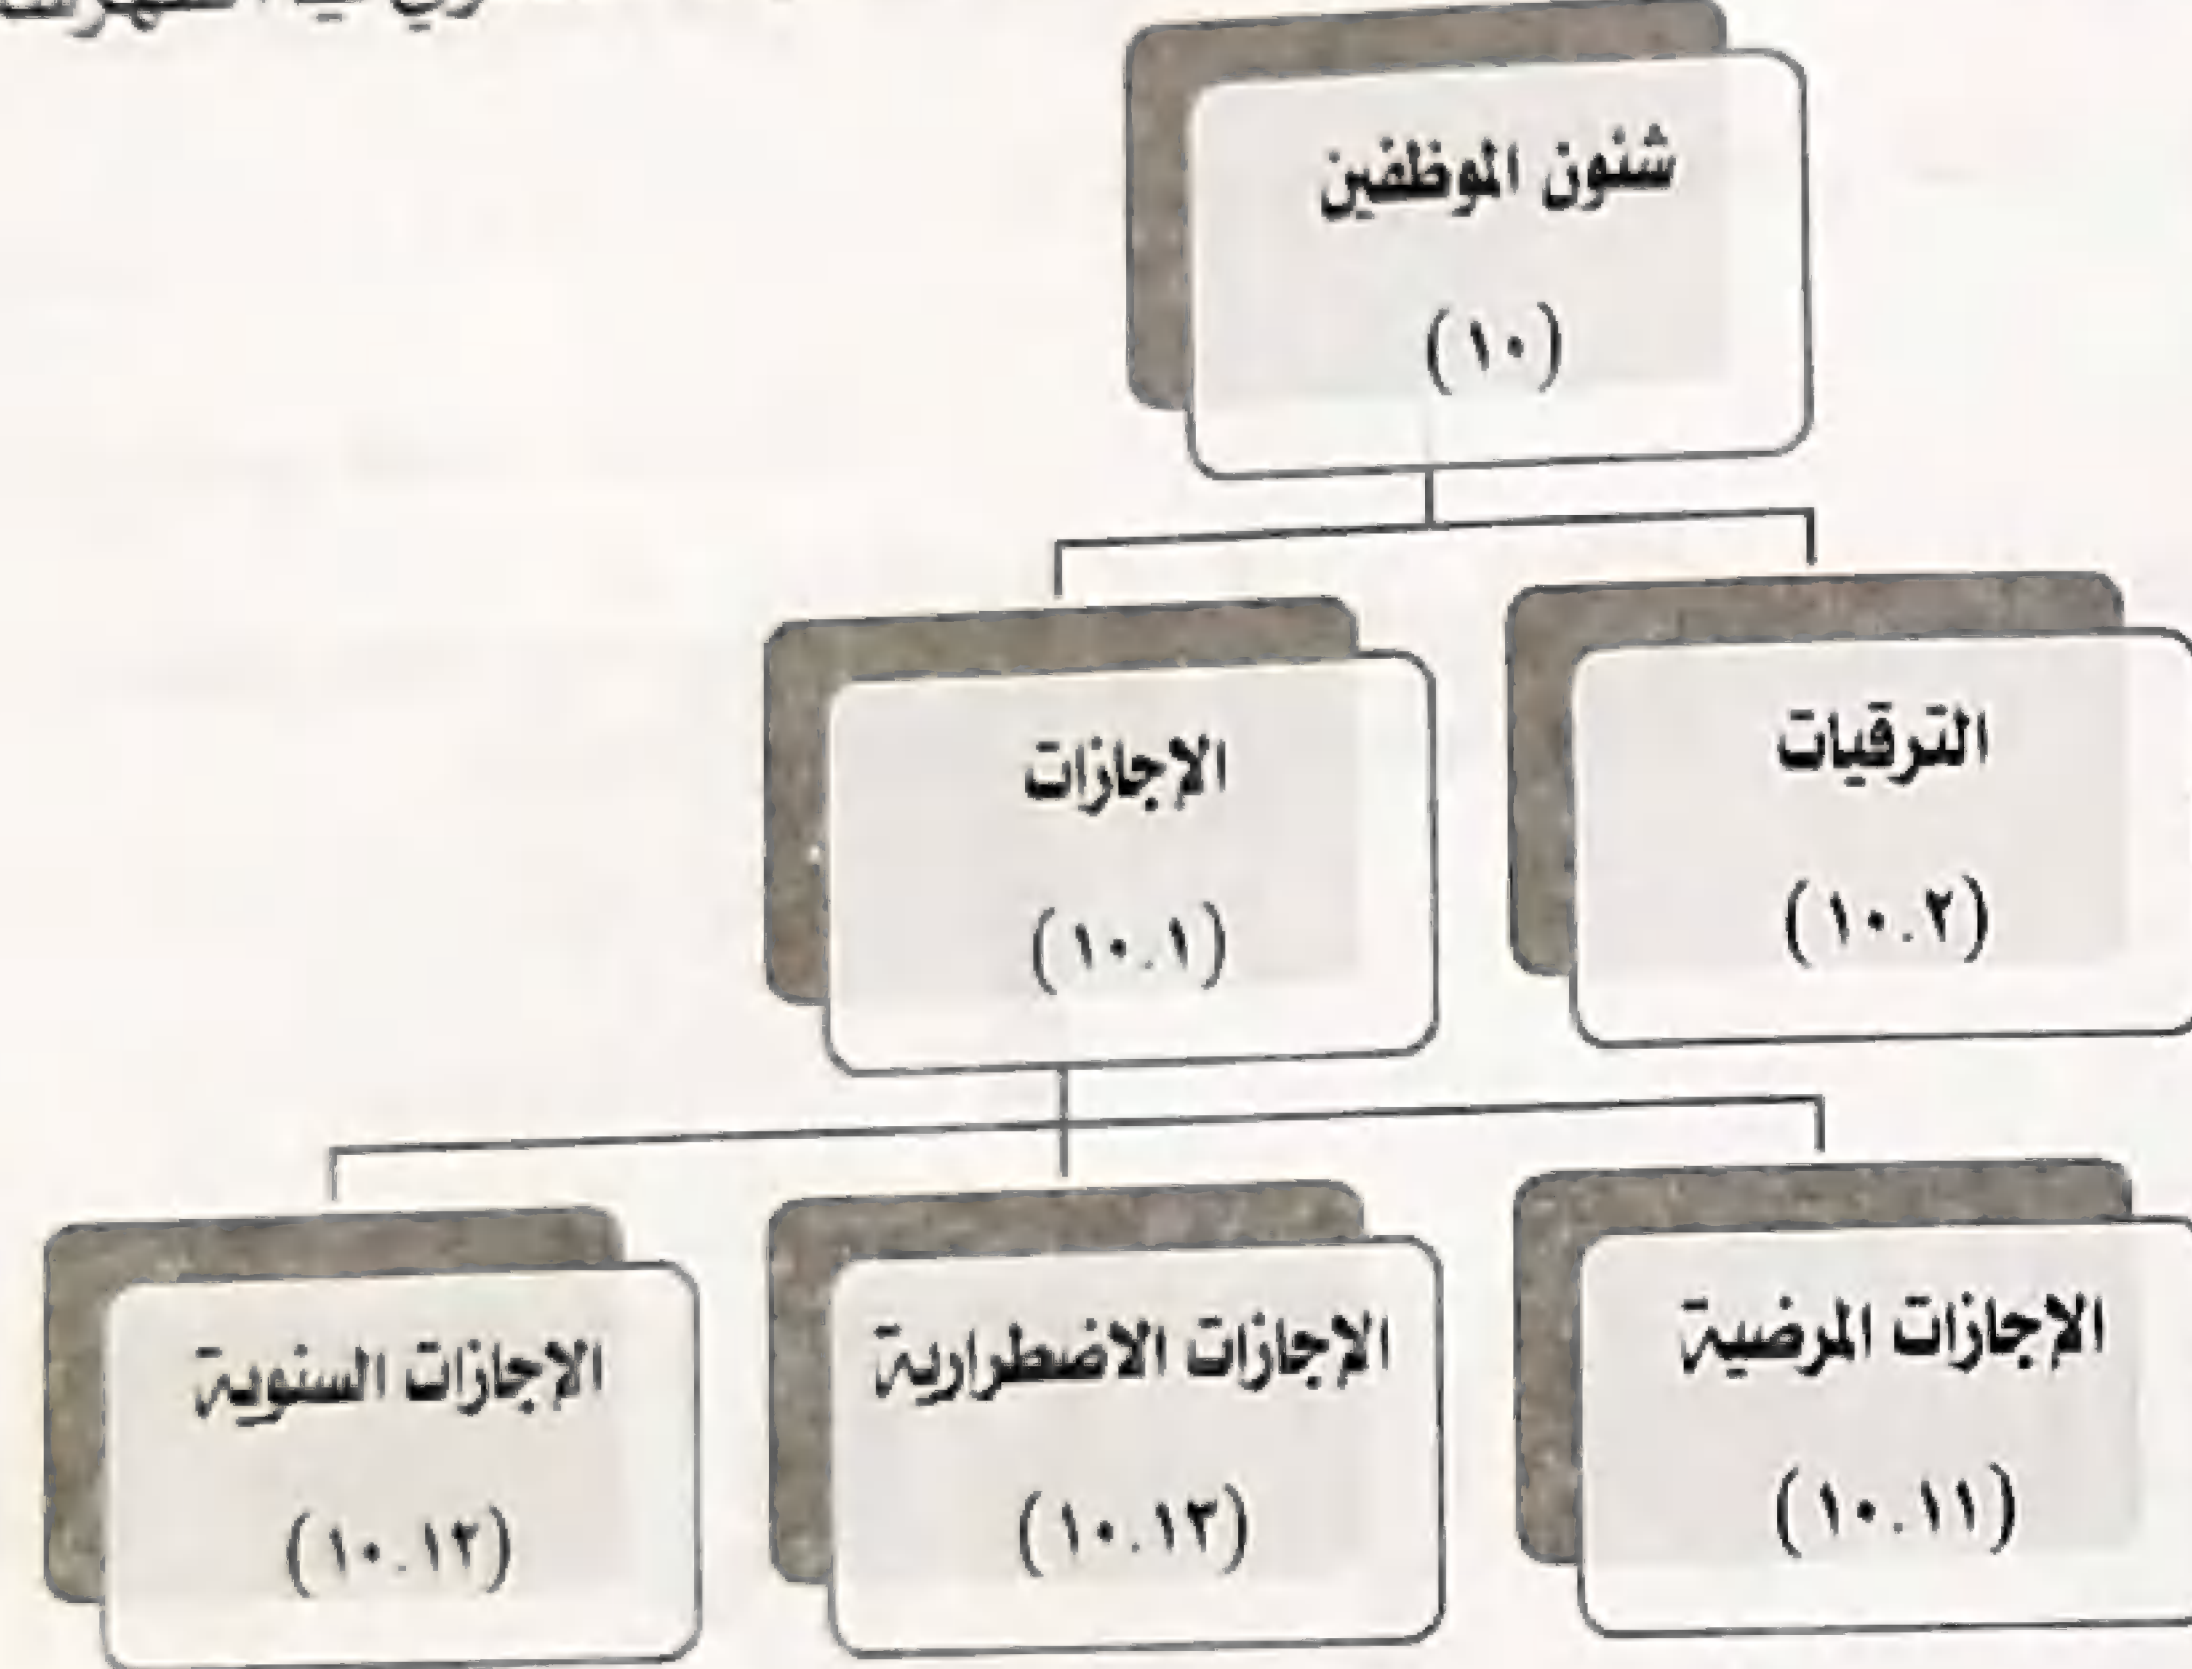 شئون الموظفين
(١٠)
الترقيات
(١٠.٢)
الإجازات
(١٠.١)
الإجازات المرضية
(١٠.١١)
الإجازات الاضطرارية
(١٠.١٣)
الإجازات السنوية
(١٠.١٢)